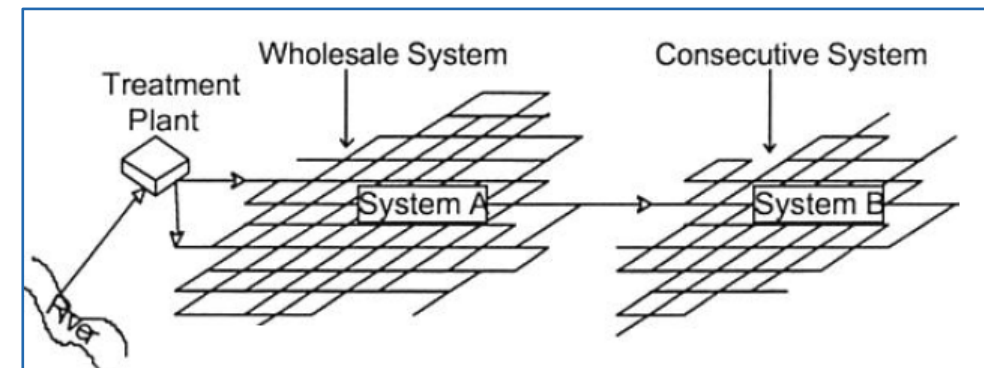 Wholesale System
Consecutive System
Treatment
Plant
System A
System B
River